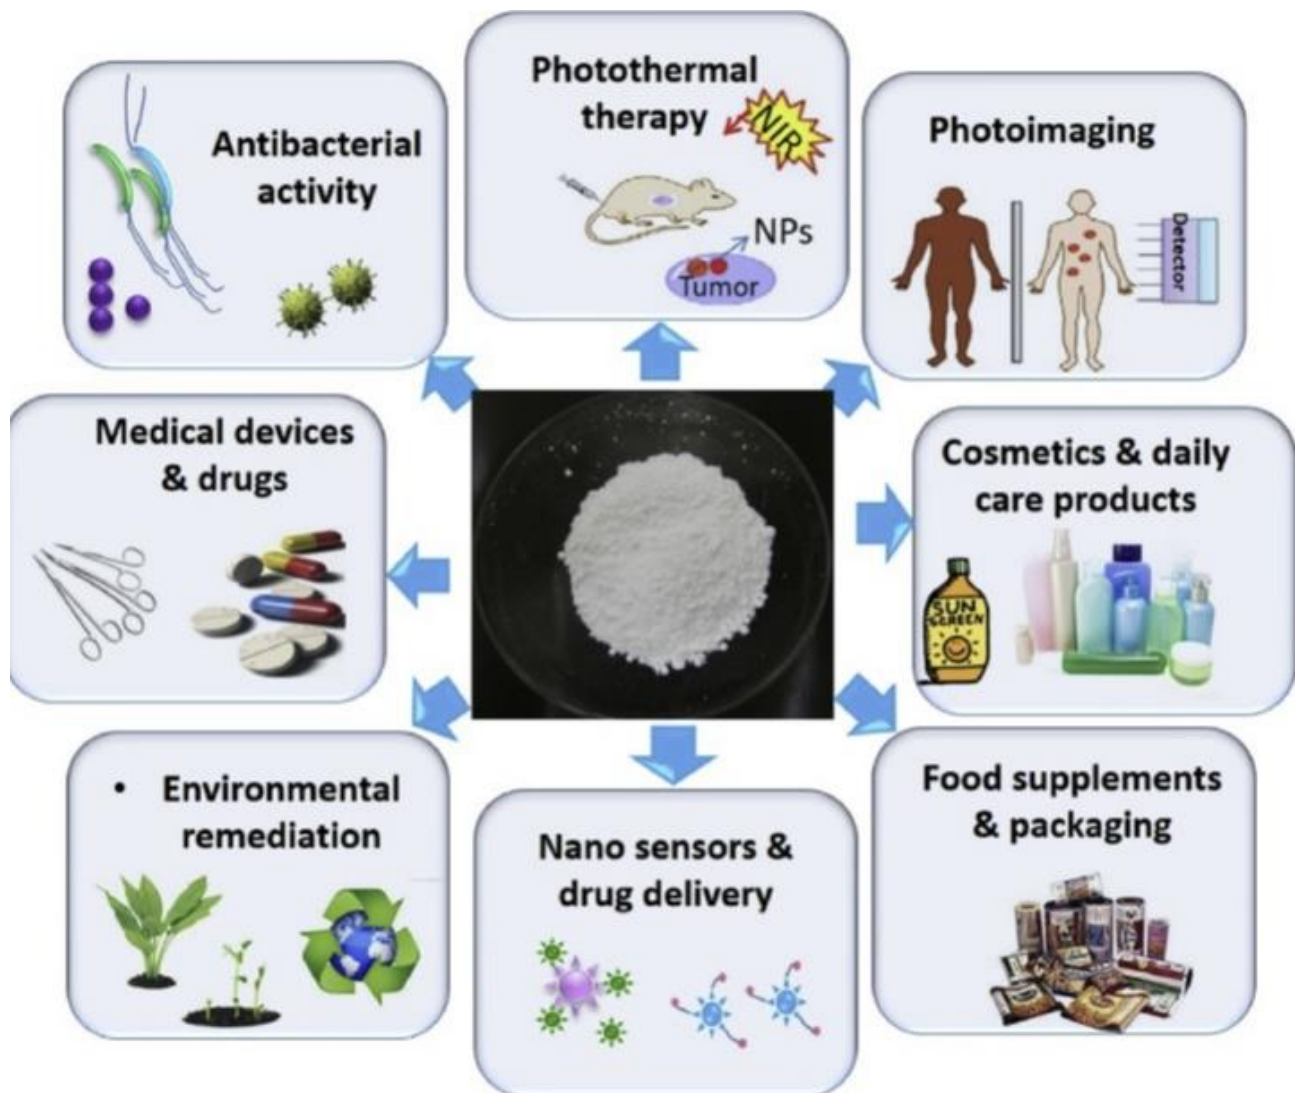 Photothermal
therapy
NIR
NPs
Tumor
Antibacterial
activity
Photoimaging
Detector
Medical devices
& drugs
Cosmetics & daily
care products
SUN
SCREEN
• Environmental
remediation
Nano sensors &
drug delivery
Food supplements
& packaging